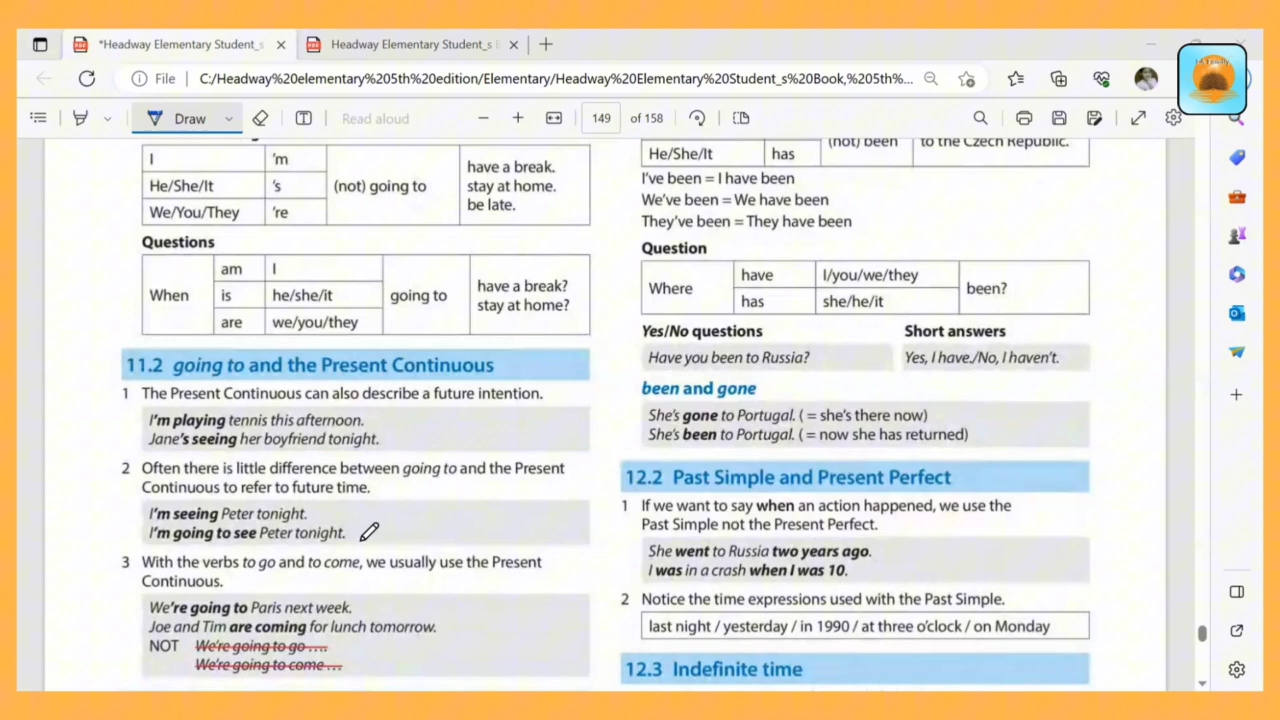 *Headway Elementary Student_s
Headway Elementary Student_s
File
C:/Headway%20elementary%205th%20edition/Elementary/Headway%20Elementary%20Student_s%20Book,%205th%...
Draw
Read aloud
149 of 158
I
'm
(not) going to
have a break.
stay at home.
be late.
He/She/It
's
We/You/They
're
Questions
When
am
I
going to
have a break?
stay at home?
is
he/she/it
are
we/you/they
11.2 going to and the Present Continuous
1 The Present Continuous can also describe a future intention.
I'm playing tennis this afternoon.
Jane's seeing her boyfriend tonight.
2 Often there is little difference between going to and the Present
Continuous to refer to future time.
I'm seeing Peter tonight.
I'm going to see Peter tonight.
3 With the verbs to go and to come, we usually use the Present
Continuous.
We're going to Paris next week.
Joe and Tim are coming for lunch tomorrow.
NOT We're going to go ....
We're going to come ...
He/She/It
has
(not) been
to the Czech Republic.
I've been = I have been
We've been = We have been
They've been = They have been
Question
Where
have
I/you/we/they
been?
has
she/he/it
Yes/No questions
Short answers
Have you been to Russia?
Yes, I have./No, I haven't.
been and gone
She's gone to Portugal. ( = she's there now)
She's been to Portugal. ( = now she has returned)
12.2 Past Simple and Present Perfect
1 If we want to say when an action happened, we use the
Past Simple not the Present Perfect.
She went to Russia two years ago.
I was in a crash when I was 10.
2 Notice the time expressions used with the Past Simple.
last night / yesterday / in 1990 / at three o'clock / on Monday
12.3 Indefinite time